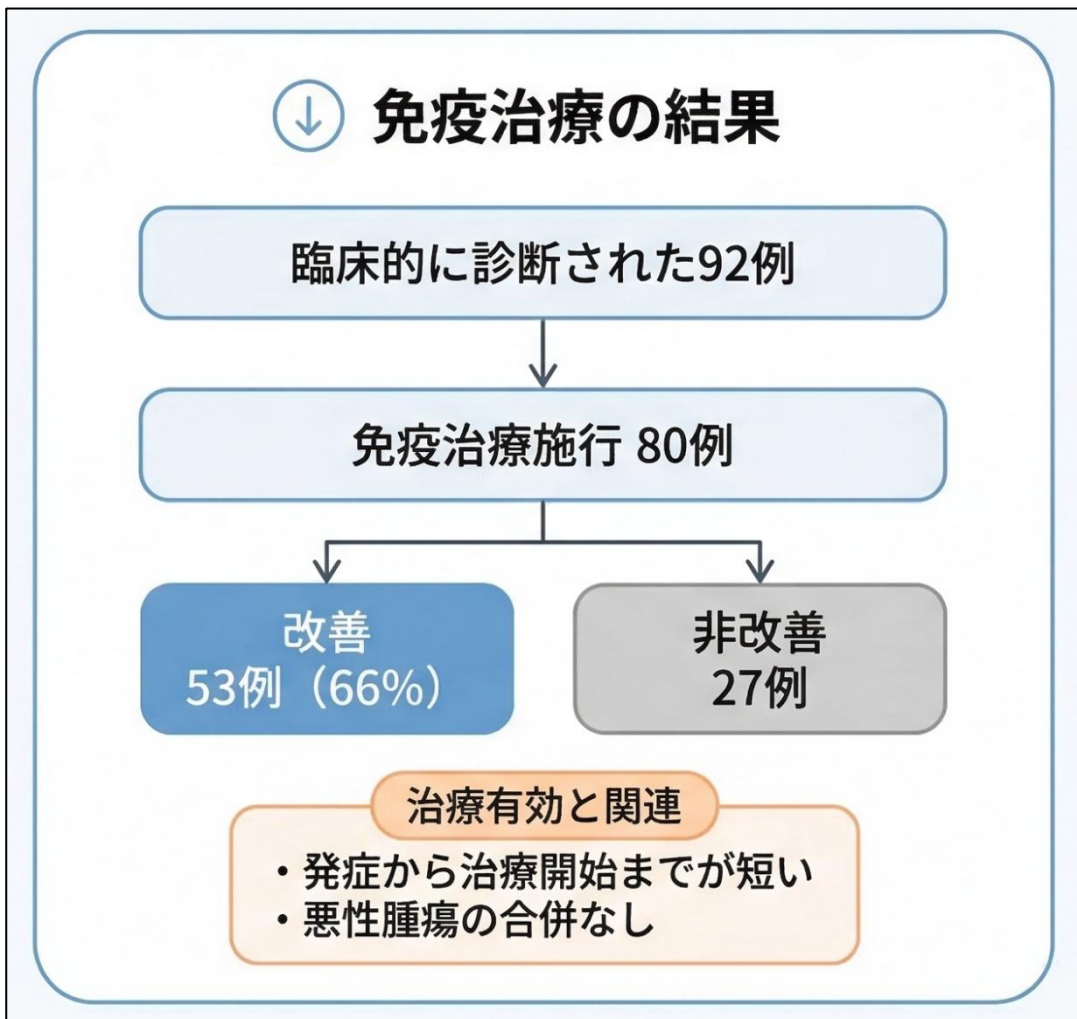 免疫治療の結果
臨床的に診断された92例
免疫治療施行 80例
改善
53例（66%）
非改善
27例
治療有効と関連
・発症から治療開始までが短い
・悪性腫瘍の合併なし